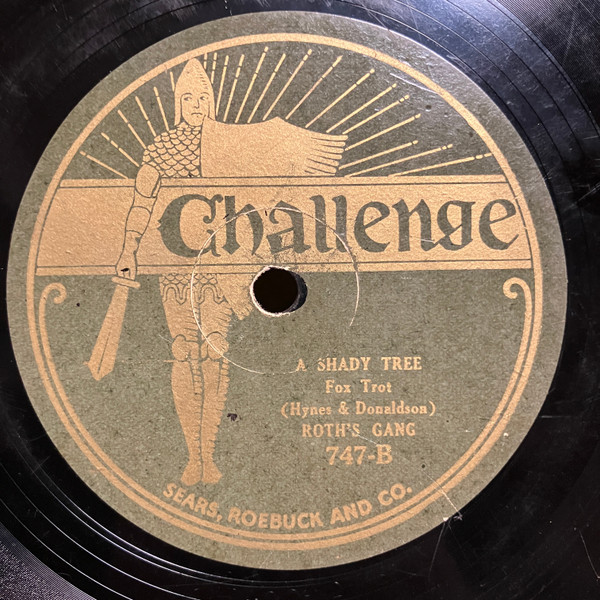 Challenge
A SHADY TREE
Fox Trot
(Hynes & Donaldson)
ROTH'S GANG
747-B
SEARS, ROEBUCK AND CO.